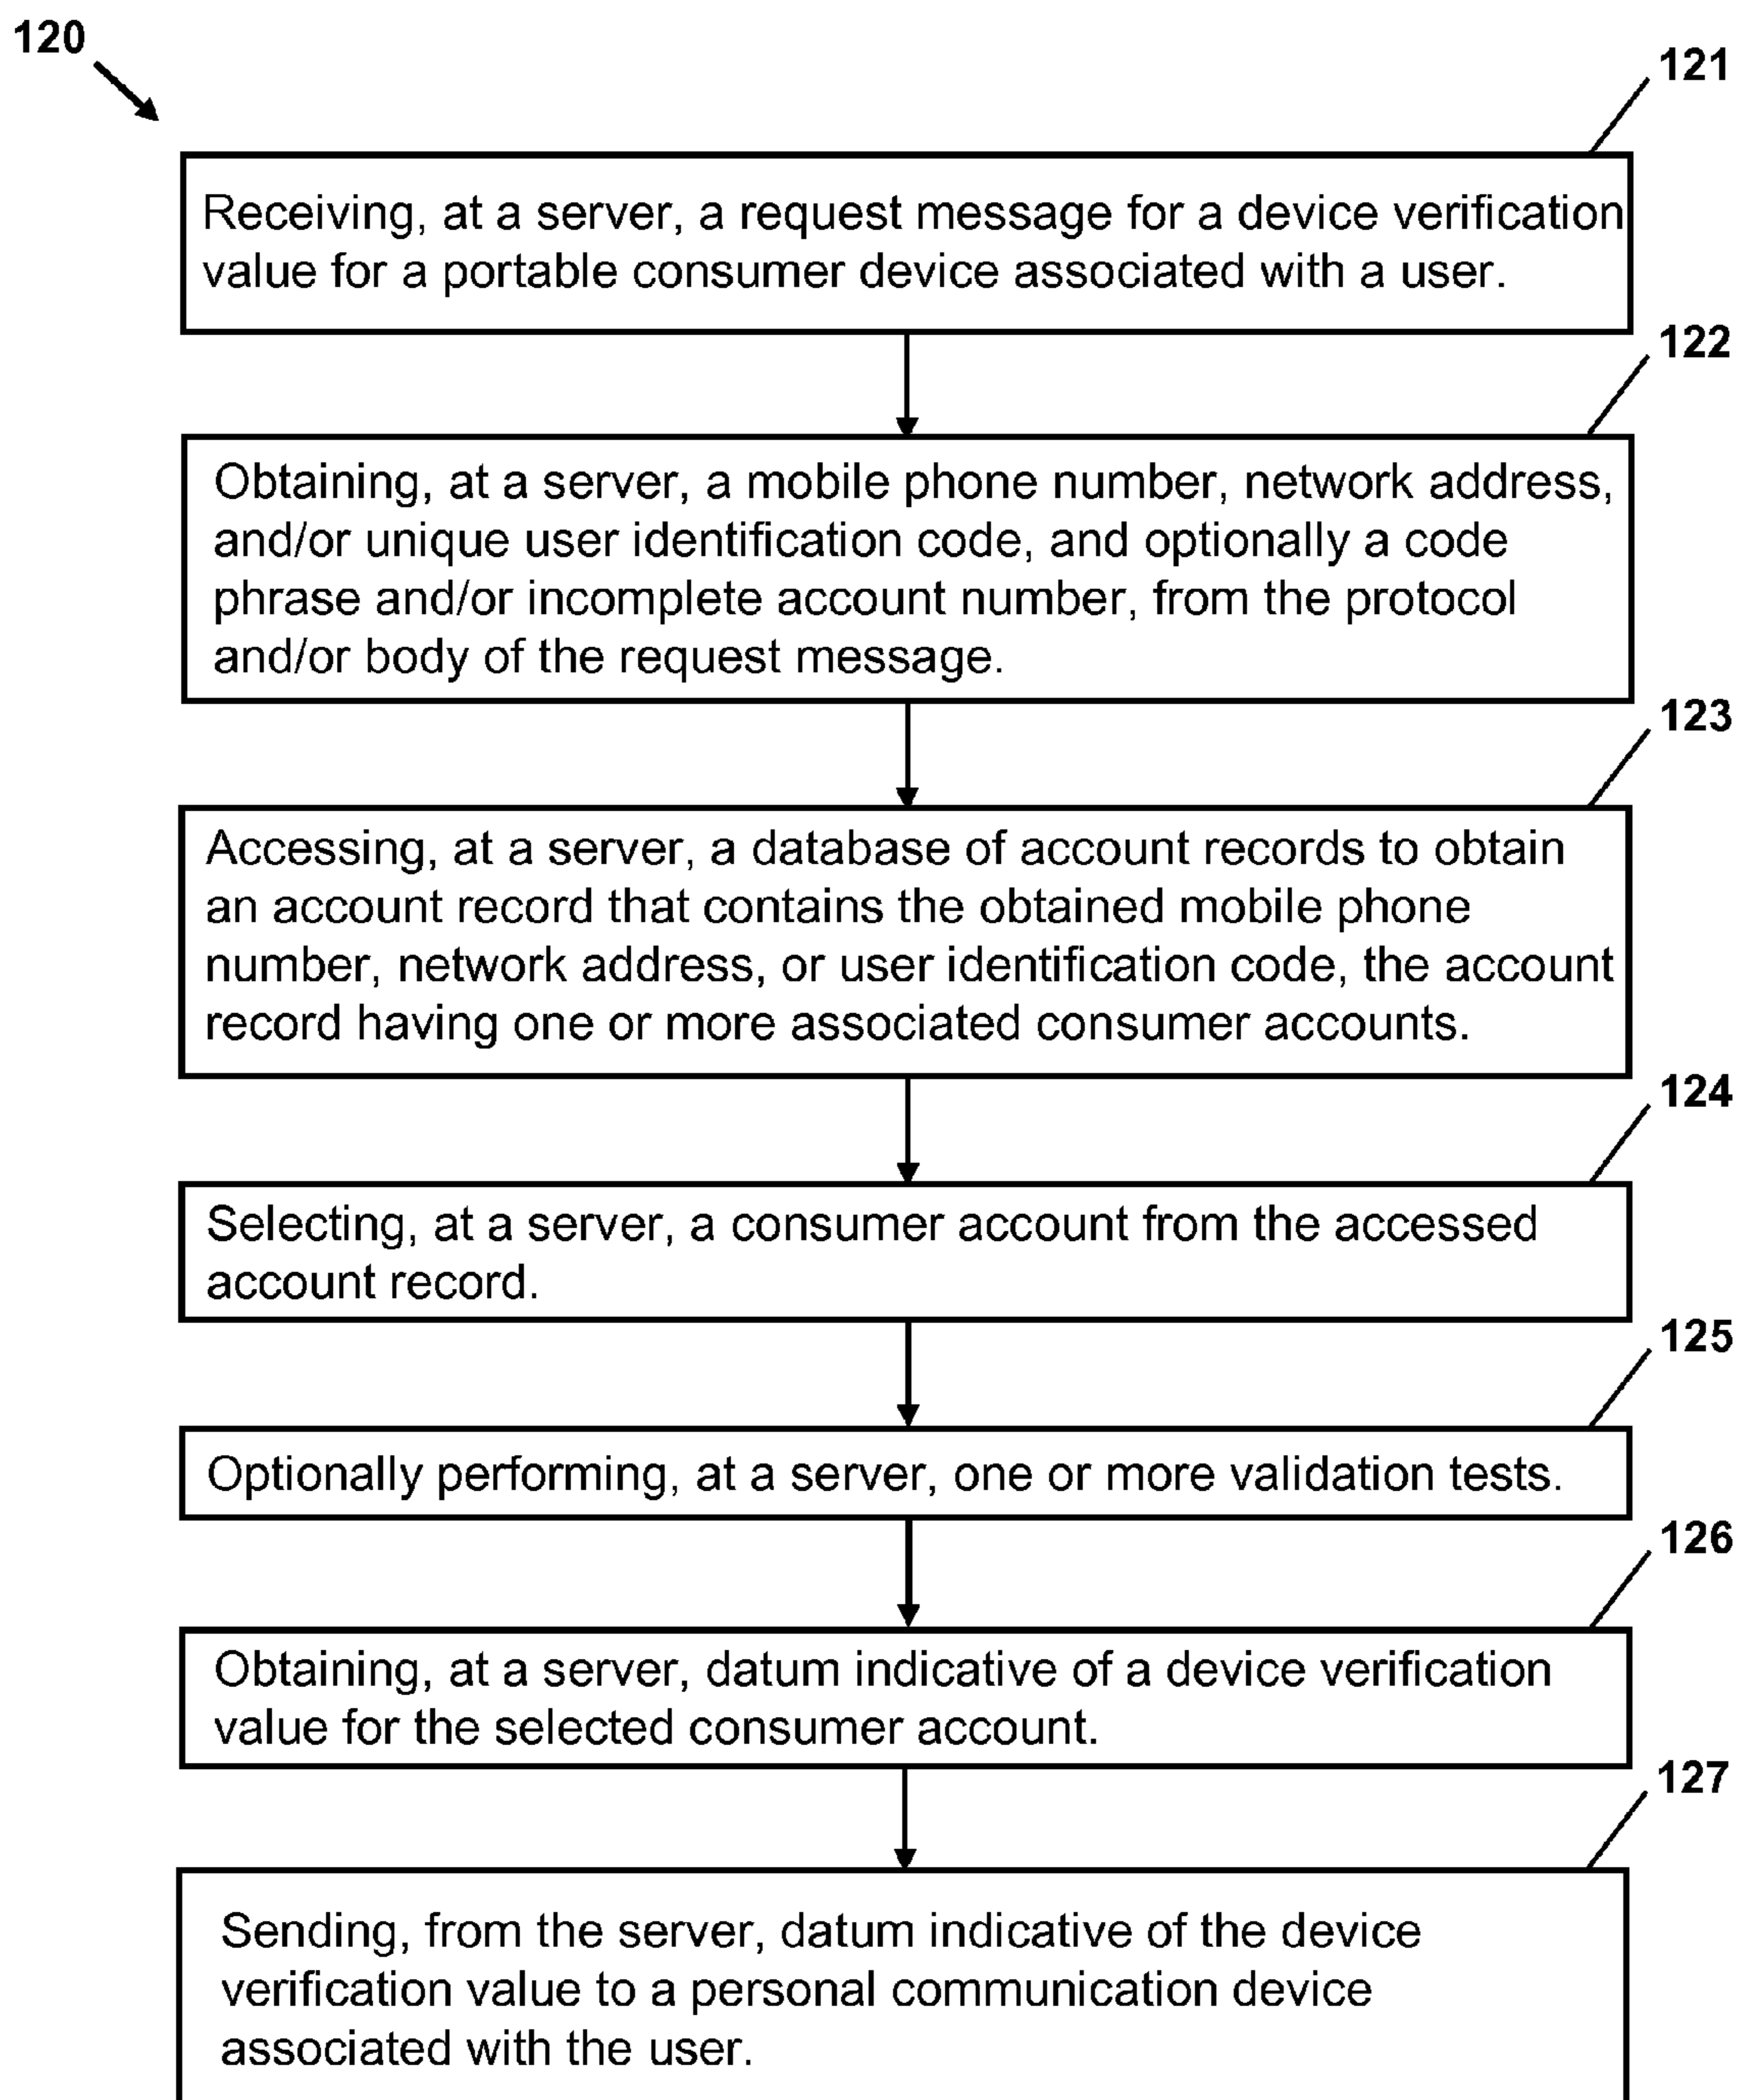 120
121
Receiving, at a server, a request message for a device verification
value for a portable consumer device associated with a user.
122
Obtaining, at a server, a mobile phone number, network address,
and/or unique user identification code, and optionally a code
phrase and/or incomplete account number, from the protocol
and/or body of the request message.
123
Accessing, at a server, a database of account records to obtain
an account record that contains the obtained mobile phone
number, network address, or user identification code, the account
record having one or more associated consumer accounts.
124
Selecting, at a server, a consumer account from the accessed
account record.
125
Optionally performing, at a server, one or more validation tests.
126
Obtaining, at a server, datum indicative of a device verification
value for the selected consumer account.
127
Sending, from the server, datum indicative of the device
verification value to a personal communication device
associated with the user.